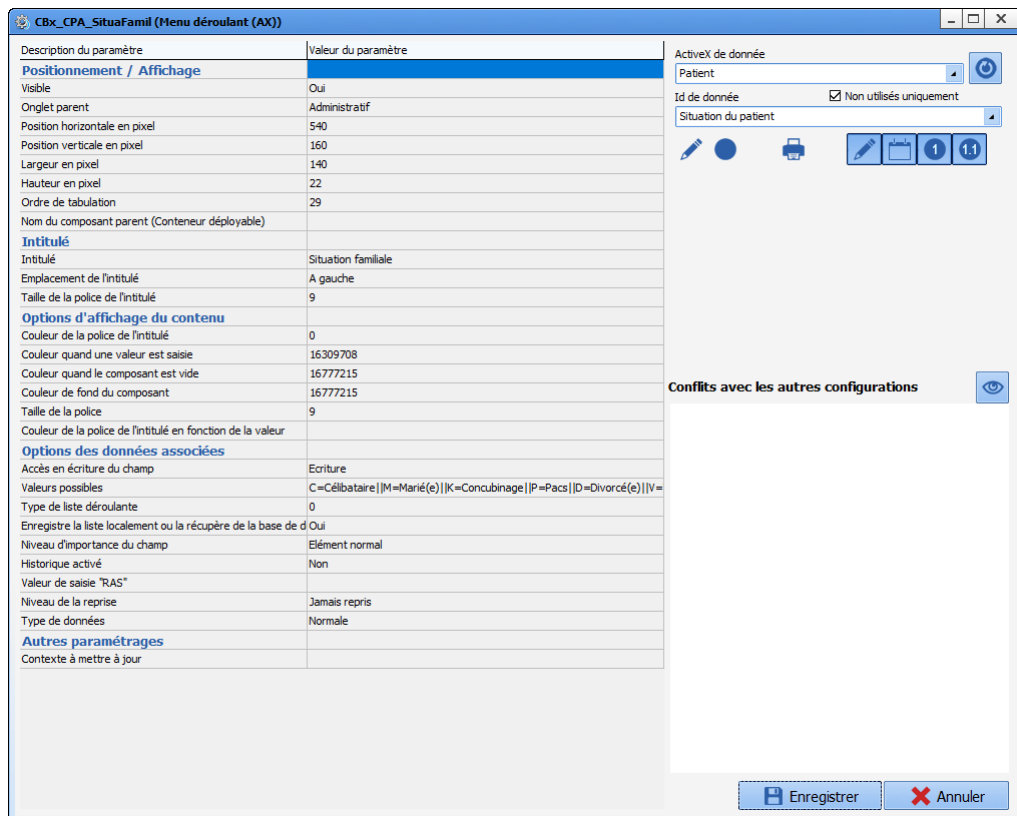 CBx_CPA_SituaFamil (Menu déroulant (AX))
Description du paramètre Valeur du paramètre
Positionnement / Affichage
Visible Oui
Onglet parent Administratif
Position horizontale en pixel 540
Position verticale en pixel 160
Largeur en pixel 140
Hauteur en pixel 22
Ordre de tabulation 29
Nom du composant parent (Conteneur déployable)
Intitulé
Intitulé Situation familiale
Emplacement de l'intitulé A gauche
Taille de la police de l'intitulé 9
Options d'affichage du contenu
Couleur de la police de l'intitulé 0
Couleur quand une valeur est saisie 16309708
Couleur quand le composant est vide 16777215
Couleur de fond du composant 16777215
Taille de la police 9
Couleur de la police de l'intitulé en fonction de la valeur
Options des données associées
Accès en écriture du champ Ecriture
Valeurs possibles C=Célibataire||M=Marié(e)||K=Concubinage||P=Pacs||D=Divorcé(e)||V=
Type de liste déroulante 0
Enregistre la liste localement ou la récupère de la base de d Oui
Niveau d'importance du champ Elément normal
Historique activé Non
Valeur de saisie "RAS"
Niveau de la reprise Jamais repris
Type de données Normale
Autres paramétrages
Contexte à mettre à jour
ActiveX de donnée
Patient
Id de donnée Non utilisés uniquement
Situation du patient
1 1.1
Conflits avec les autres configurations
Enregistrer Annuler